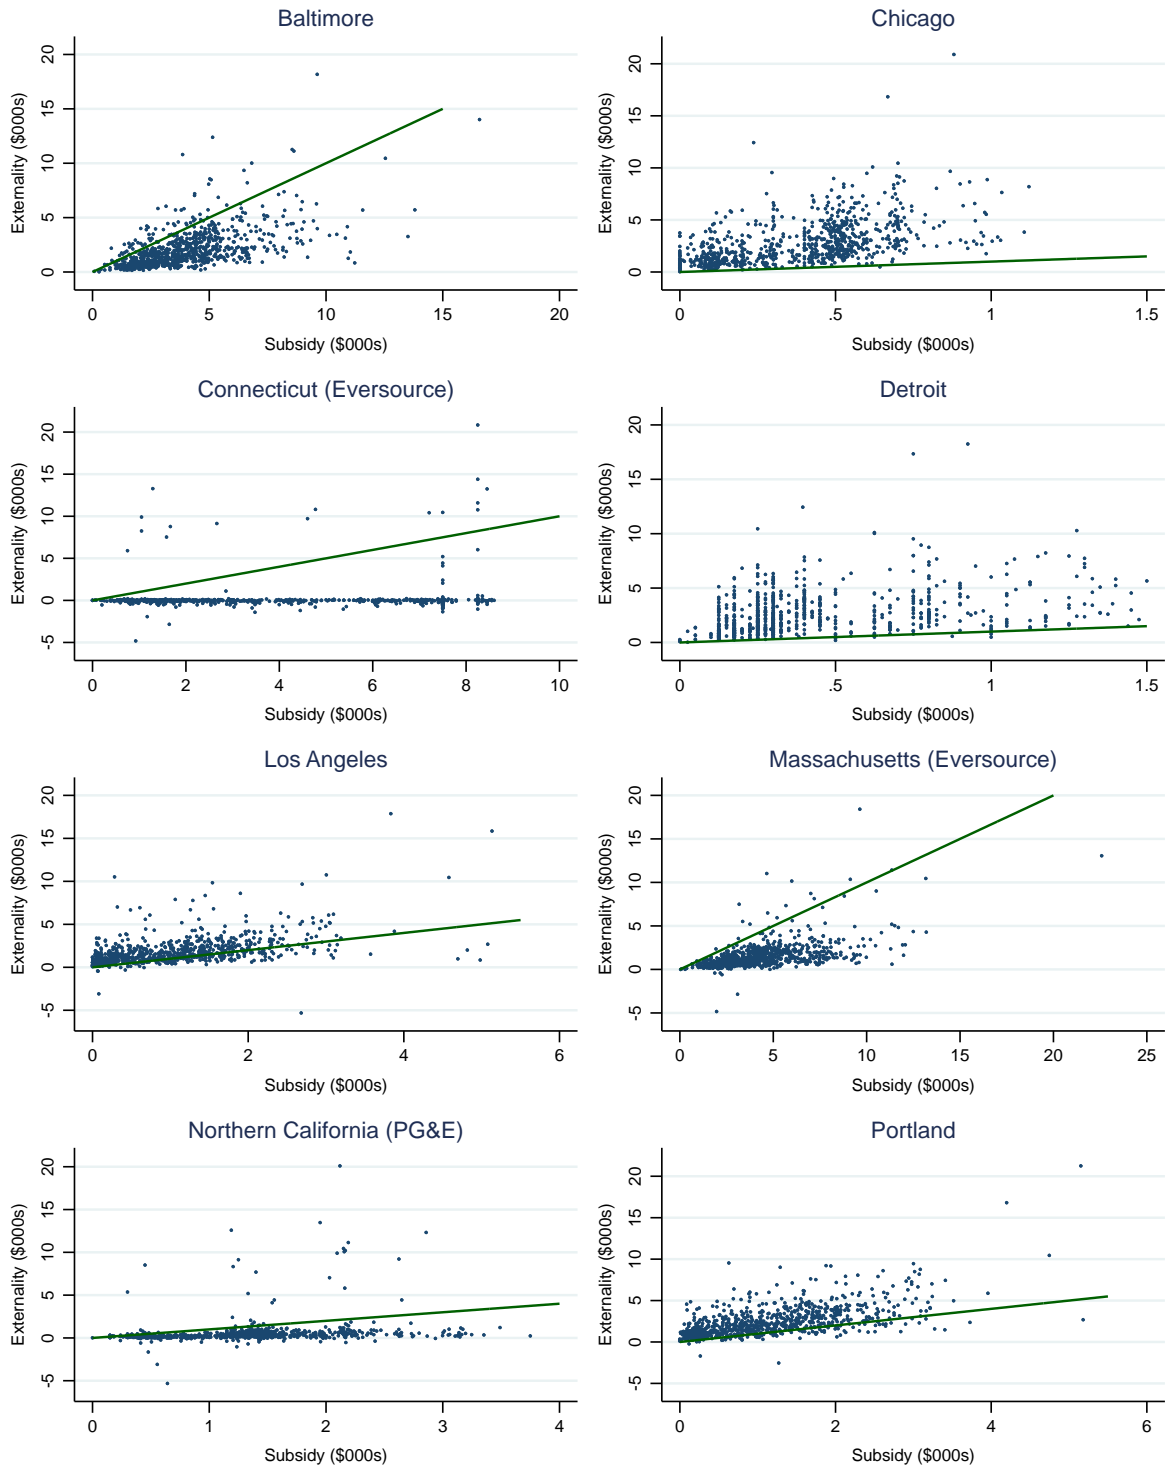 Baltimore
Externality ($000s)
20
15
10
5
0
0 5 10 15 20
Subsidy ($000s)
Chicago
Externality ($000s)
20
15
10
5
0
0 .5 1 1.5
Subsidy ($000s)
Connecticut (Eversource)
Externality ($000s)
20
15
10
5
0
-5
0 2 4 6 8 10
Subsidy ($000s)
Detroit
Externality ($000s)
20
15
10
5
0
0 .5 1 1.5
Subsidy ($000s)
Los Angeles
Externality ($000s)
20
15
10
5
0
-5
0 2 4 6
Subsidy ($000s)
Massachusetts (Eversource)
Externality ($000s)
20
15
10
5
0
-5
0 5 10 15 20 25
Subsidy ($000s)
Northern California (PG&E)
Externality ($000s)
20
15
10
5
0
-5
0 1 2 3 4
Subsidy ($000s)
Portland
Externality ($000s)
20
15
10
5
0
-5
0 2 4 6
Subsidy ($000s)